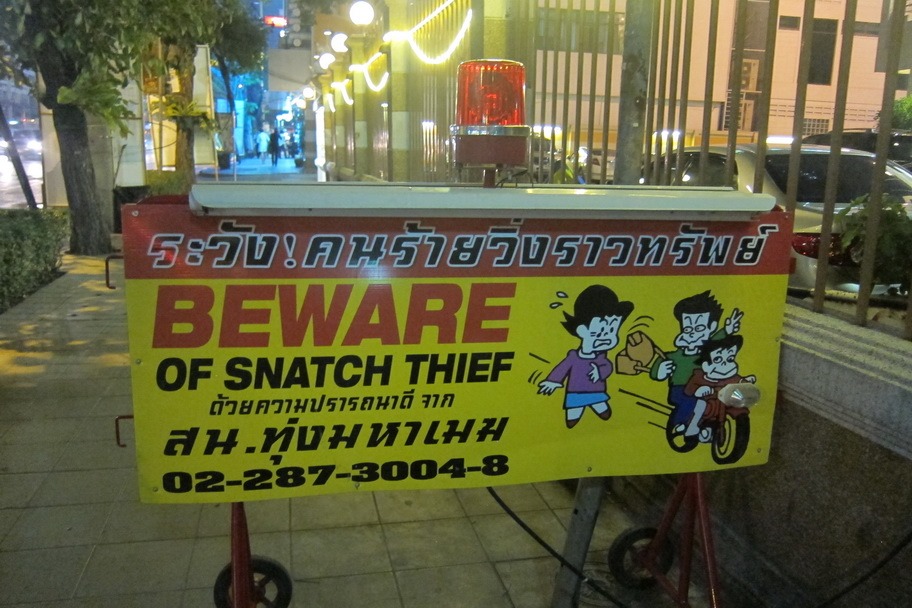 ระวัง! คนร้ายวิ่งราวทรัพย์
BEWARE
OF SNATCH THIEF
ด้วยความปรารถนาดี จาก
สน.ทุ่งมหาเมฆ
02-287-3004-8